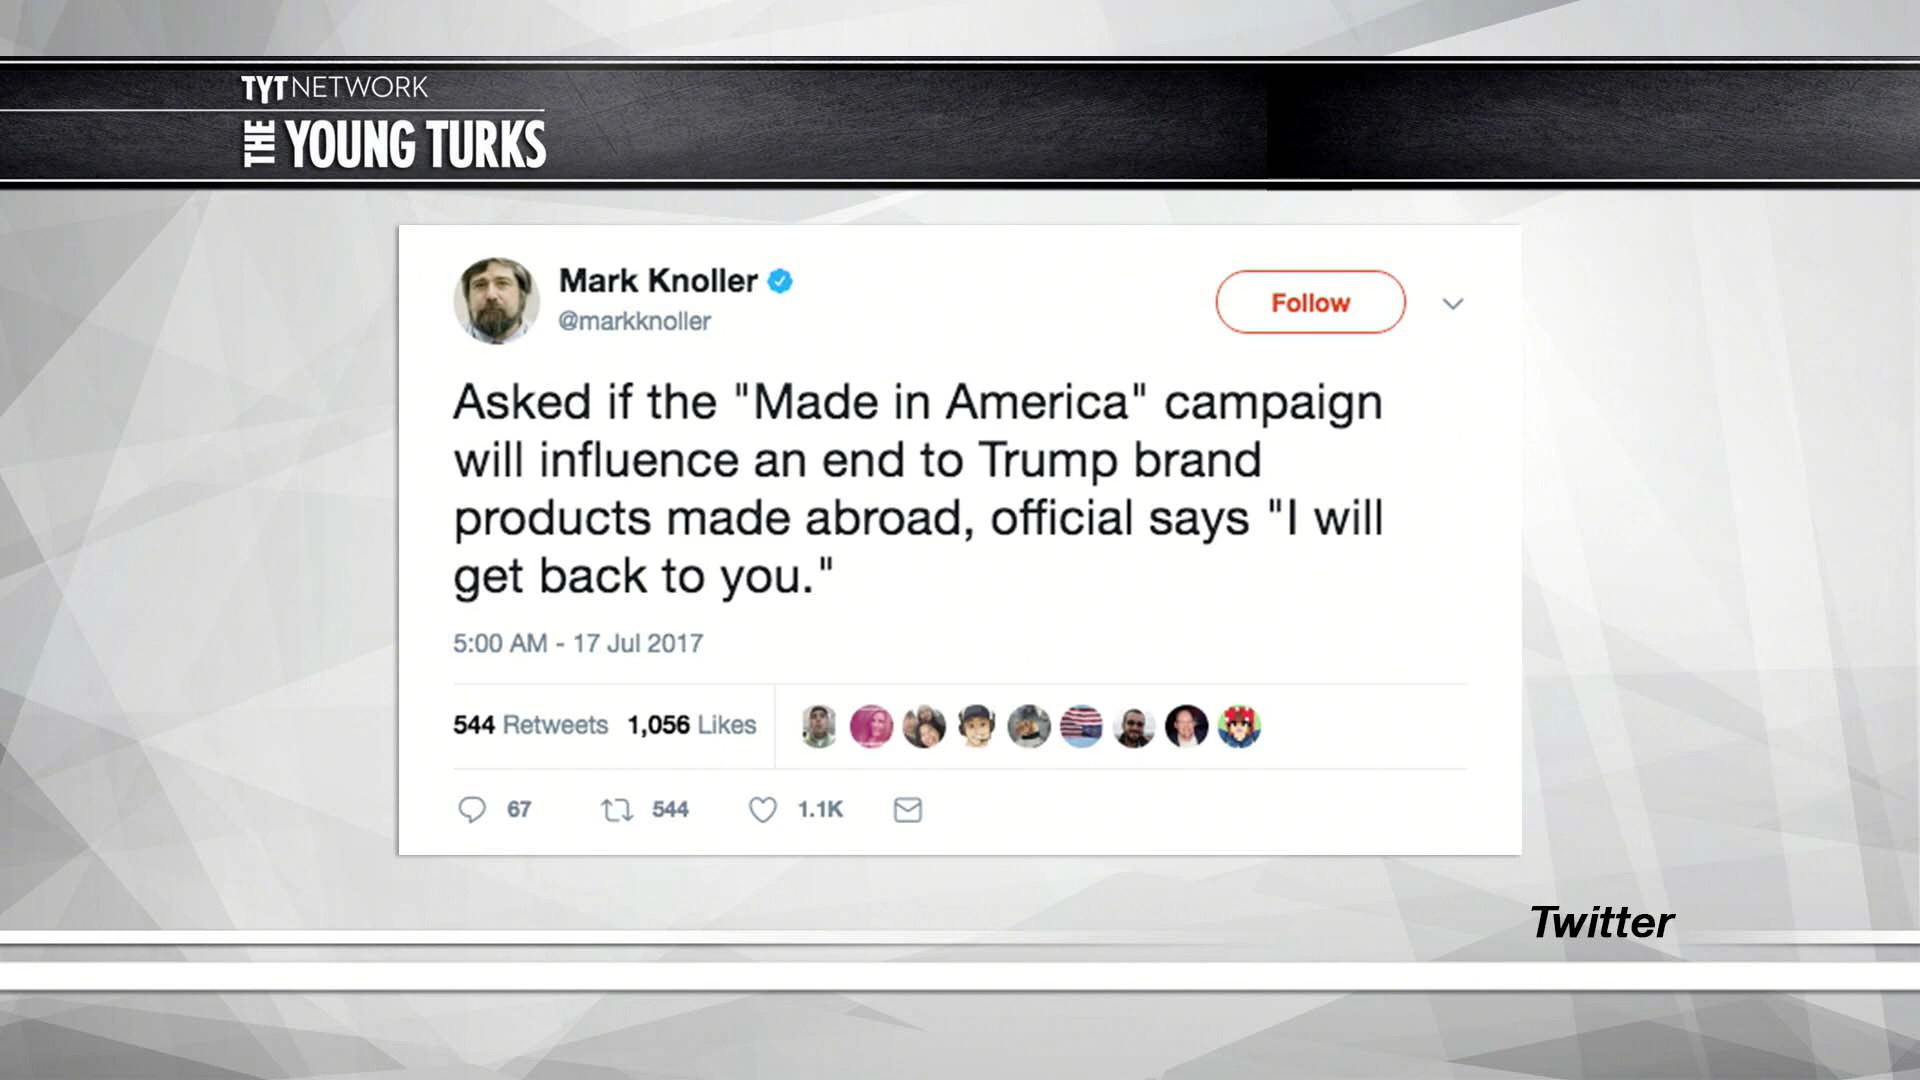 TYTNETWORK
THE YOUNG TURKS
Mark Knoller
@markknoller
Follow
Asked if the "Made in America" campaign
will influence an end to Trump brand
products made abroad, official says "I will
get back to you."
5:00 AM - 17 Jul 2017
544 Retweets 1,056 Likes
67 544 1.1K
Twitter